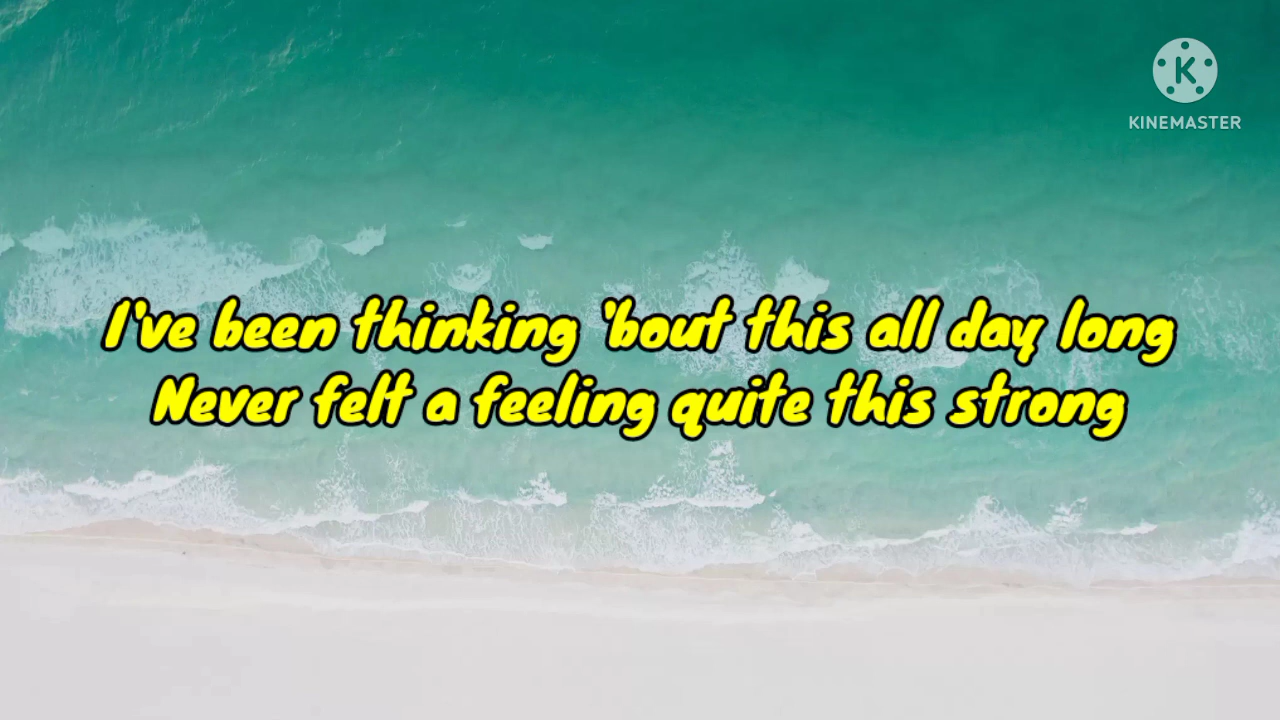 KINEMASTER
I've been thinking 'bout this all day long
Never felt a feeling quite this strong